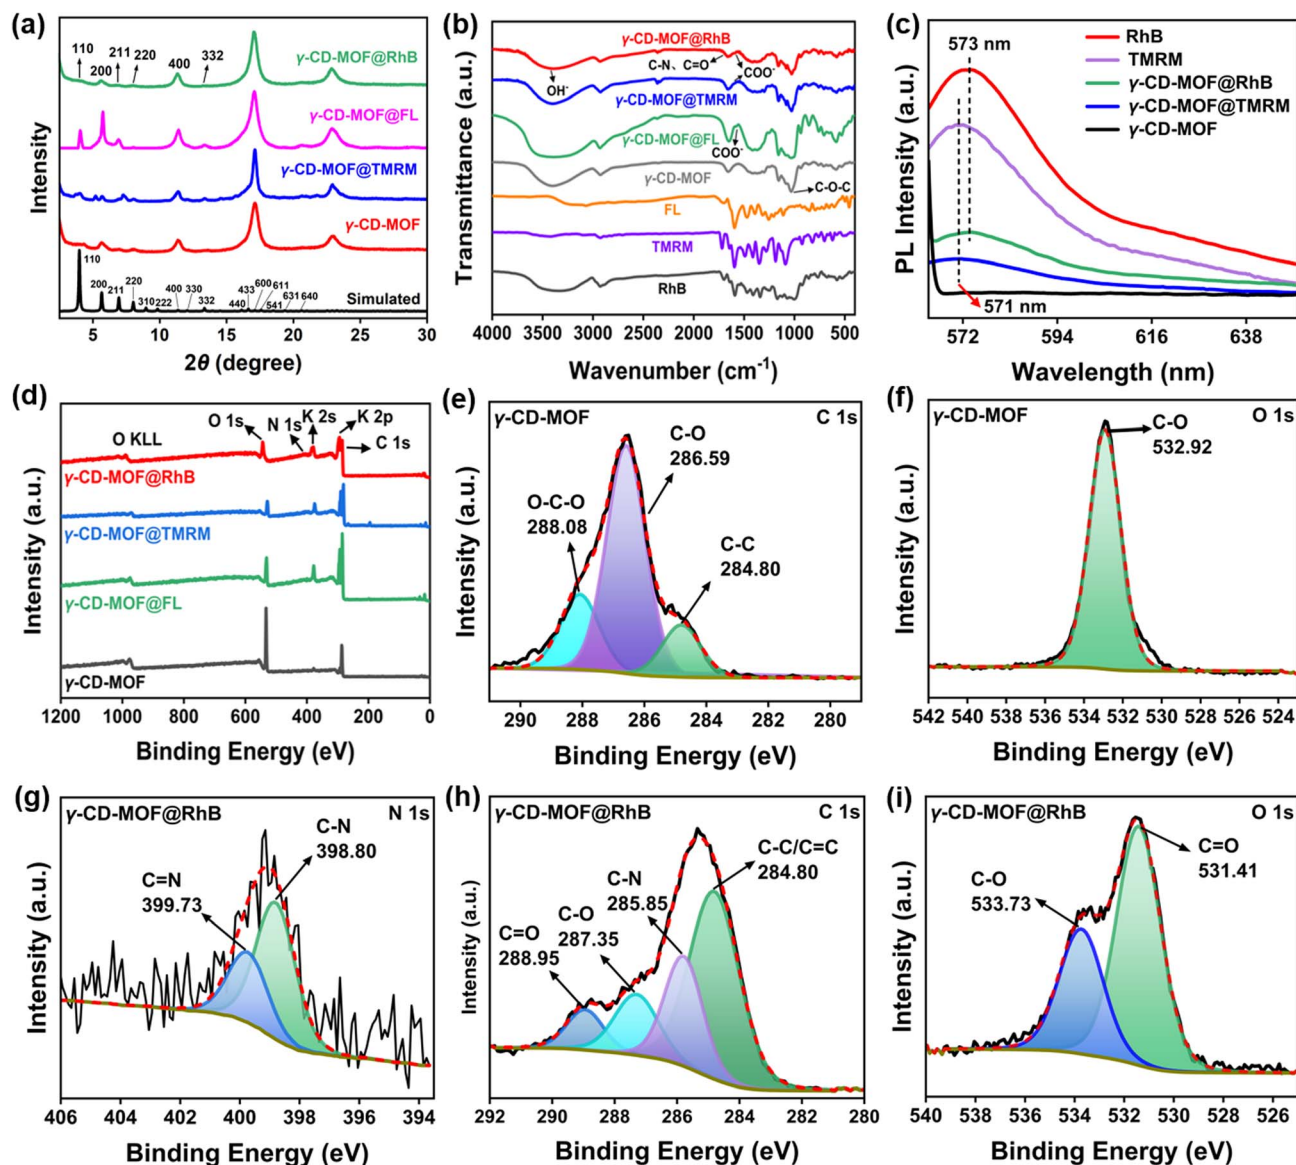 (a)
110
211
220
200
400
332
γ-CD-MOF@RhB
γ-CD-MOF@FL
γ-CD-MOF@TMRM
γ-CD-MOF
110
200
211
220
310
222
400
330
332
440
433
600
541
611
631
640
Simulated
Intensity
5 10 15 20 25 30
2θ (degree)
(b)
γ-CD-MOF@RhB
C-N、C=O
COO⁻
OH⁻
γ-CD-MOF@TMRM
γ-CD-MOF@FL
COO⁻
γ-CD-MOF
C-O-C
FL
TMRM
RhB
Transmittance (a.u.)
4000 3500 3000 2500 2000 1500 1000 500
Wavenumber (cm⁻¹)
(c)
573 nm
RhB
TMRM
γ-CD-MOF@RhB
γ-CD-MOF@TMRM
γ-CD-MOF
571 nm
PL Intensity (a.u.)
572 594 616 638
Wavelength (nm)
(d)
O KLL
O 1s
N 1s
K 2s
K 2p
C 1s
γ-CD-MOF@RhB
γ-CD-MOF@TMRM
γ-CD-MOF@FL
γ-CD-MOF
Intensity (a.u.)
1200 1000 800 600 400 200 0
Binding Energy (eV)
(e)
γ-CD-MOF
C 1s
C-O
286.59
O-C-O
288.08
C-C
284.80
Intensity (a.u.)
290 288 286 284 282 280
Binding Energy (eV)
(f)
γ-CD-MOF
O 1s
C-O
532.92
Intensity (a.u.)
542 540 538 536 534 532 530 528 526 524
Binding Energy (eV)
(g)
γ-CD-MOF@RhB
N 1s
C-N
398.80
C=N
399.73
Intensity (a.u.)
406 404 402 400 398 396 394
Binding Energy (eV)
(h)
γ-CD-MOF@RhB
C 1s
C-C/C=C
284.80
C-N
285.85
C-O
287.35
C=O
288.95
Intensity (a.u.)
292 290 288 286 284 282 280
Binding Energy (eV)
(i)
γ-CD-MOF@RhB
O 1s
C=O
531.41
C-O
533.73
Intensity (a.u.)
540 538 536 534 532 530 528 526
Binding Energy (eV)